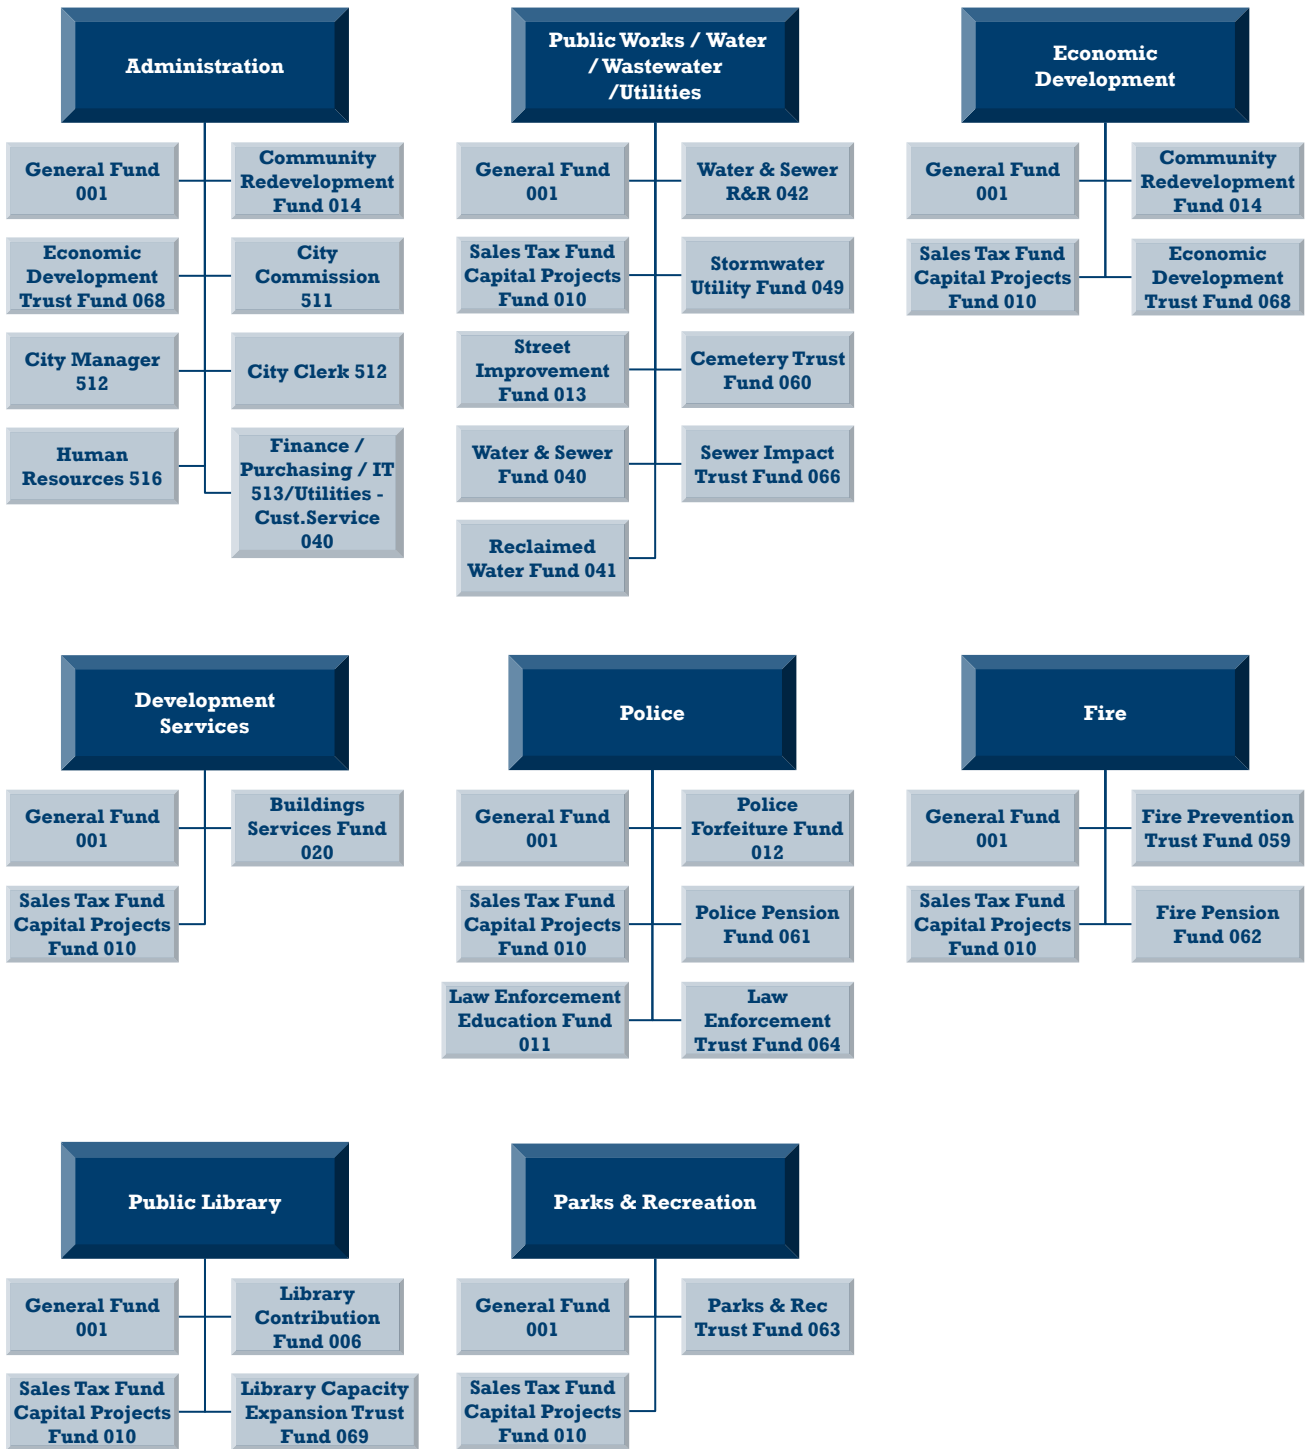 Administration
General Fund
001
Community
Redevelopment
Fund 014
Economic
Development
Trust Fund 068
City
Commission
511
City Manager
512
City Clerk 512
Human
Resources 516
Finance /
Purchasing / IT
513/Utilities -
Cust.Service
040
Public Works / Water
/ Wastewater
/Utilities
General Fund
001
Water & Sewer
R&R 042
Sales Tax Fund
Capital Projects
Fund 010
Stormwater
Utility Fund 049
Street
Improvement
Fund 013
Cemetery Trust
Fund 060
Water & Sewer
Fund 040
Sewer Impact
Trust Fund 066
Reclaimed
Water Fund 041
Economic
Development
General Fund
001
Community
Redevelopment
Fund 014
Sales Tax Fund
Capital Projects
Fund 010
Economic
Development
Trust Fund 068
Development
Services
General Fund
001
Buildings
Services Fund
020
Sales Tax Fund
Capital Projects
Fund 010
Police
General Fund
001
Police
Forfeiture Fund
012
Sales Tax Fund
Capital Projects
Fund 010
Police Pension
Fund 061
Law Enforcement
Education Fund
011
Law
Enforcement
Trust Fund 064
Fire
General Fund
001
Fire Prevention
Trust Fund 059
Sales Tax Fund
Capital Projects
Fund 010
Fire Pension
Fund 062
Public Library
General Fund
001
Library
Contribution
Fund 006
Sales Tax Fund
Capital Projects
Fund 010
Library Capacity
Expansion Trust
Fund 069
Parks & Recreation
General Fund
001
Parks & Rec
Trust Fund 063
Sales Tax Fund
Capital Projects
Fund 010